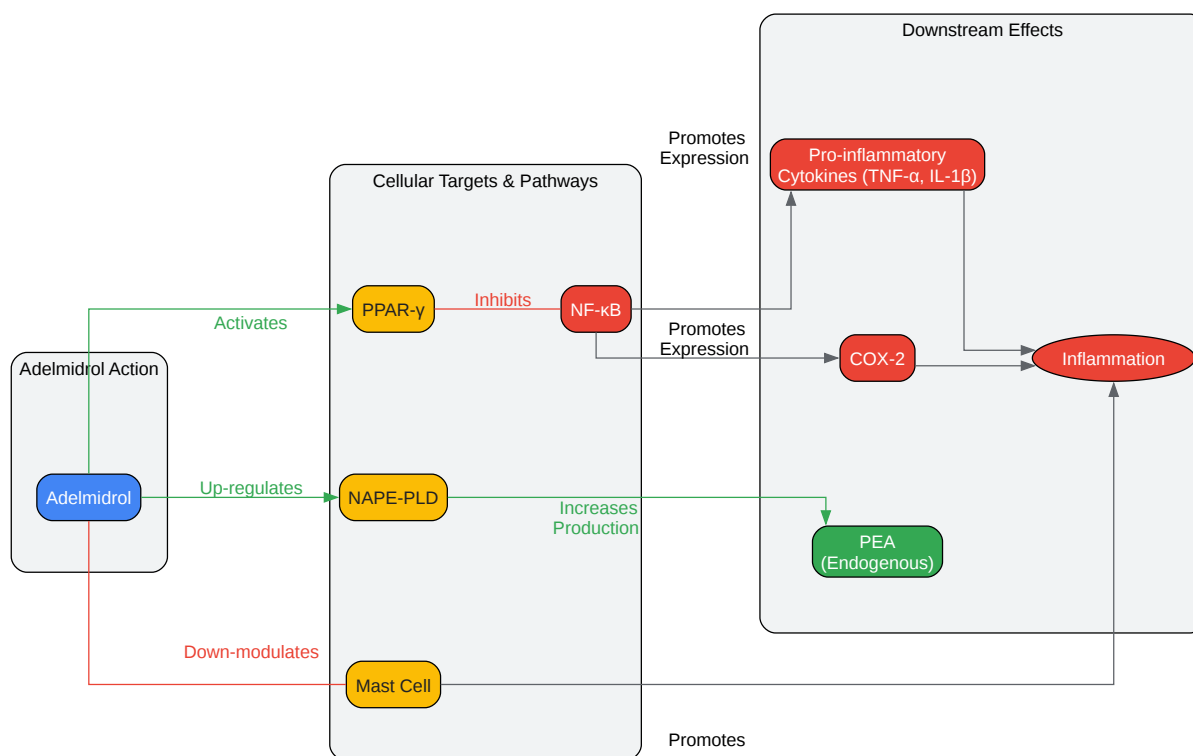 Downstream Effects
Promotes
Expression
Pro-inflammatory
Cytokines (TNF-α, IL-1β)
Cellular Targets & Pathways
PPAR-γ
Inhibits
NF-κB
Activates
Promotes
Expression
COX-2
Inflammation
Adelmidrol Action
Adelmidrol
Up-regulates
NAPE-PLD
Increases
Production
PEA
(Endogenous)
Down-modulates
Mast Cell
Promotes